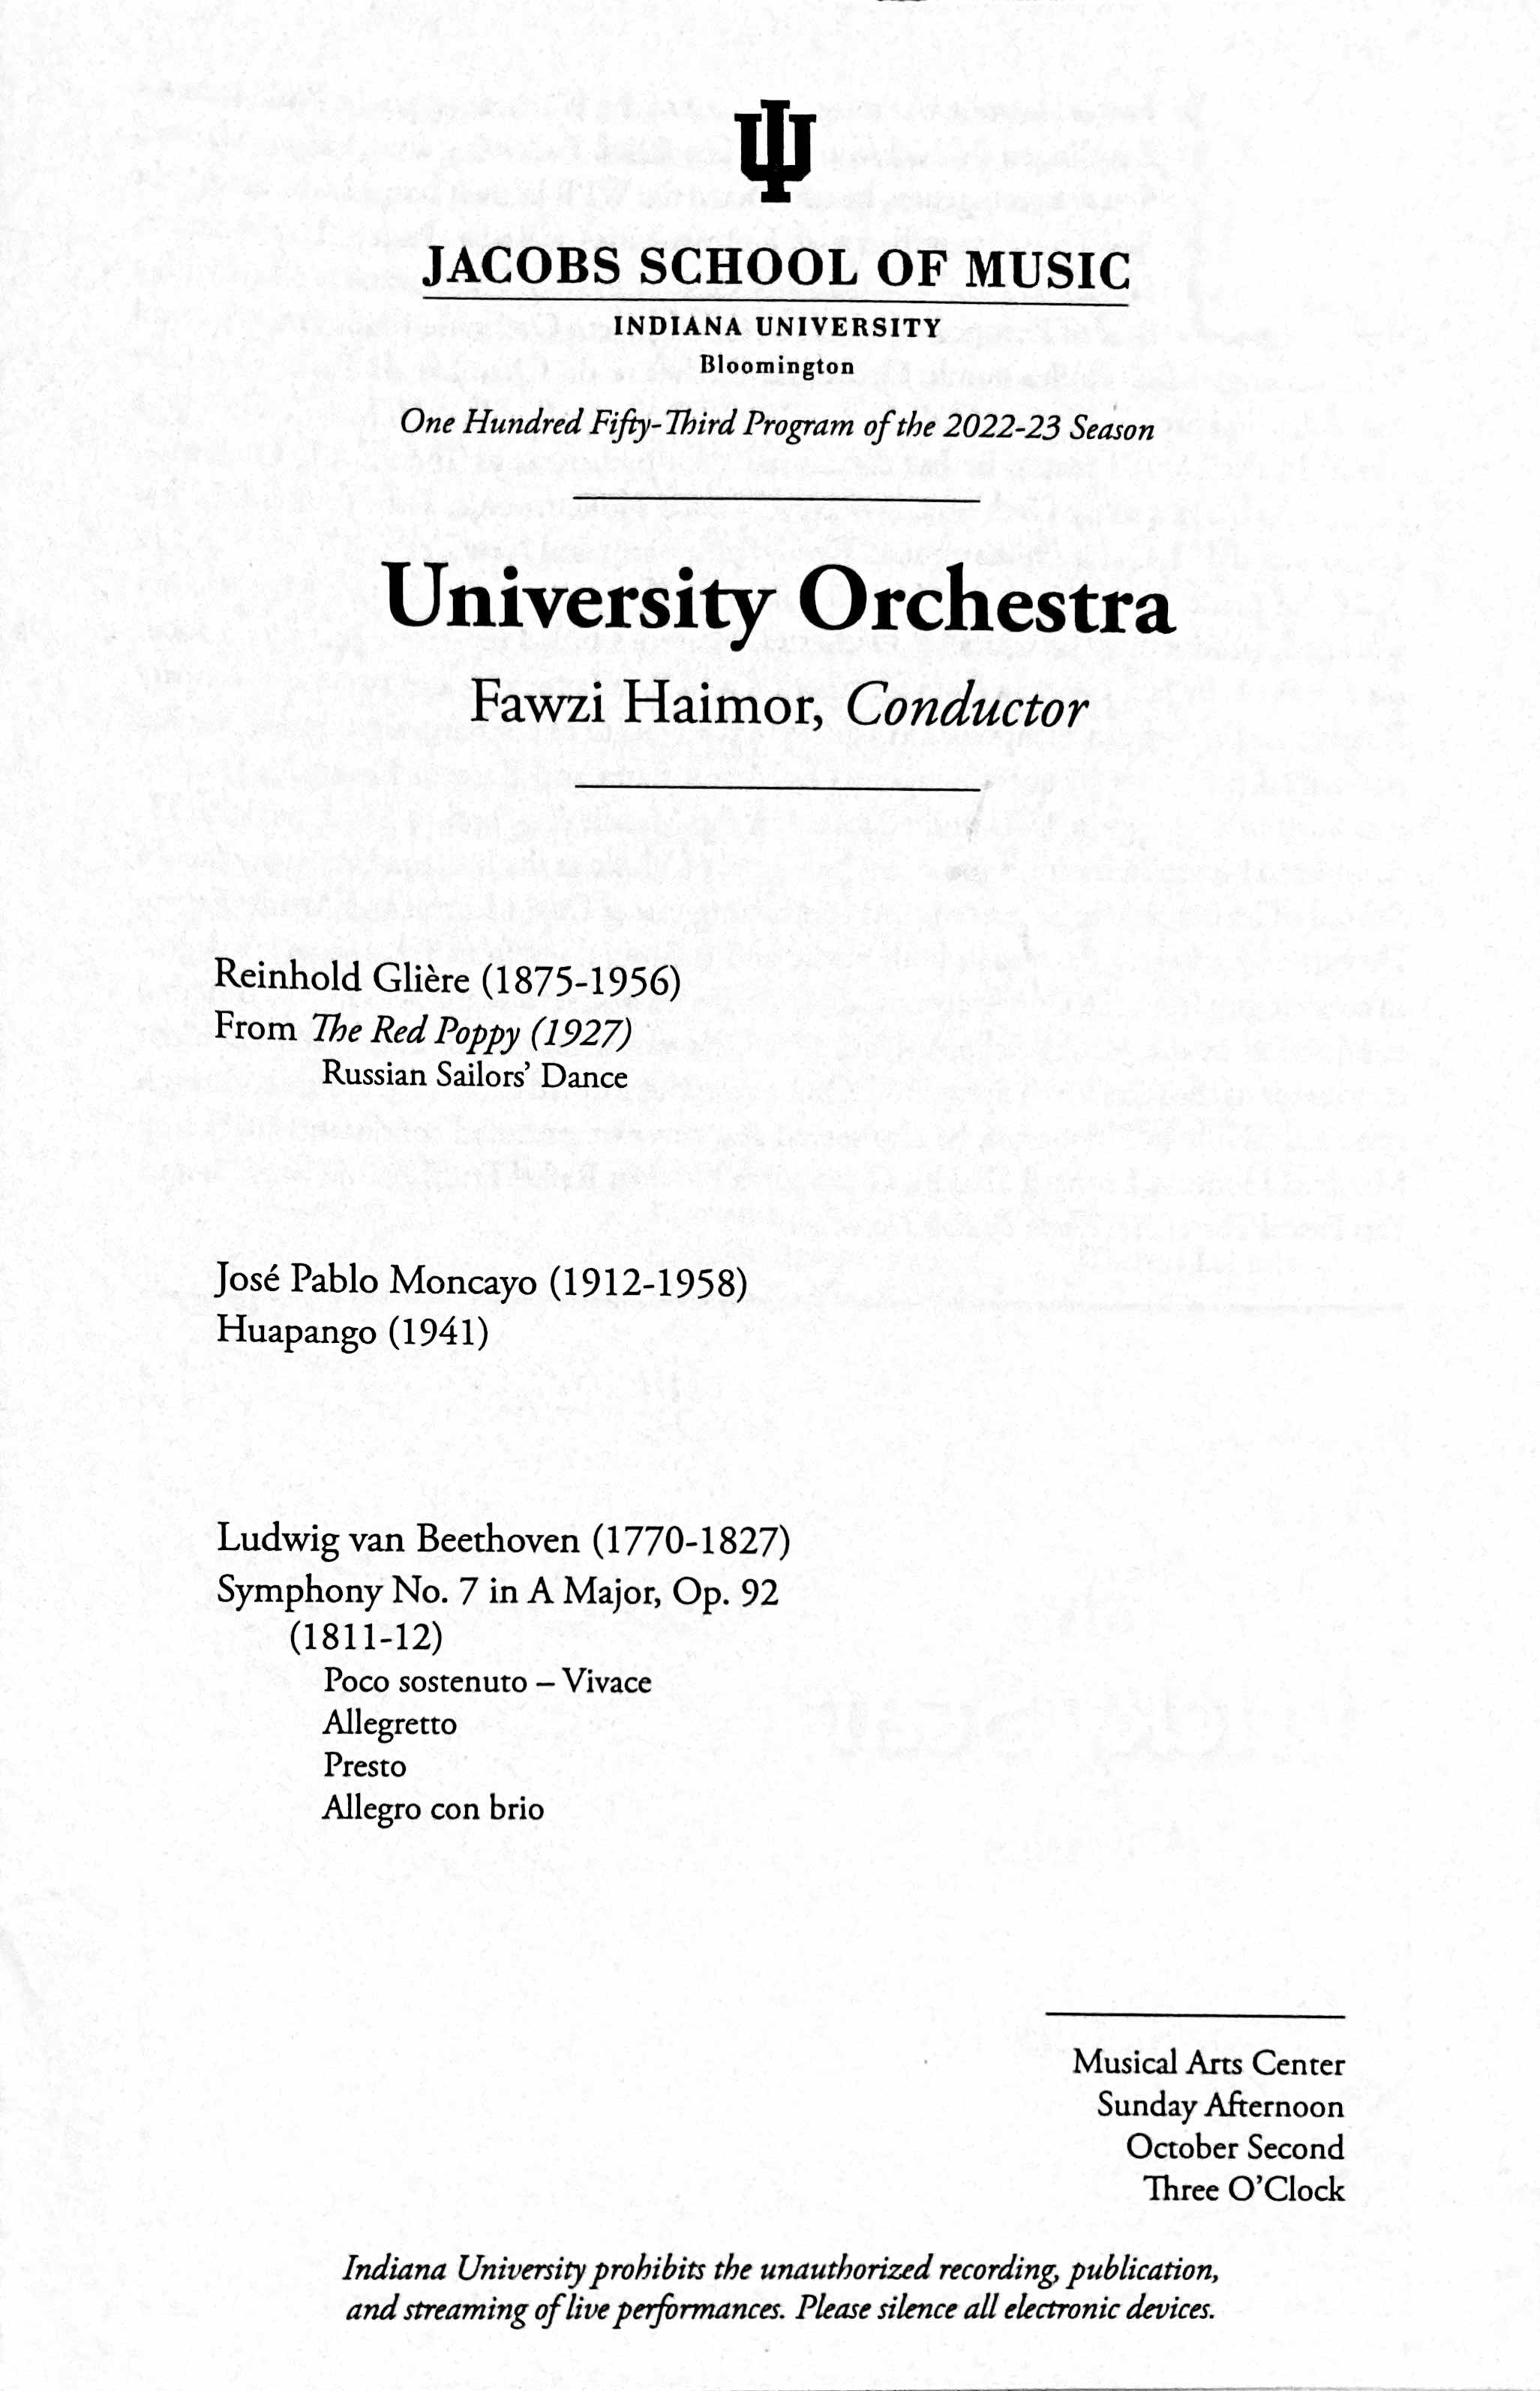 IU
JACOBS SCHOOL OF MUSIC
INDIANA UNIVERSITY
Bloomington
One Hundred Fifty-Third Program of the 2022-23 Season
University Orchestra
Fawzi Haimor, Conductor
Reinhold Glière (1875-1956)
From The Red Poppy (1927)
Russian Sailors’ Dance
José Pablo Moncayo (1912-1958)
Huapango (1941)
Ludwig van Beethoven (1770-1827)
Symphony No. 7 in A Major, Op. 92
(1811-12)
Poco sostenuto – Vivace
Allegretto
Presto
Allegro con brio
Musical Arts Center
Sunday Afternoon
October Second
Three O’Clock
Indiana University prohibits the unauthorized recording, publication,
and streaming of live performances. Please silence all electronic devices.